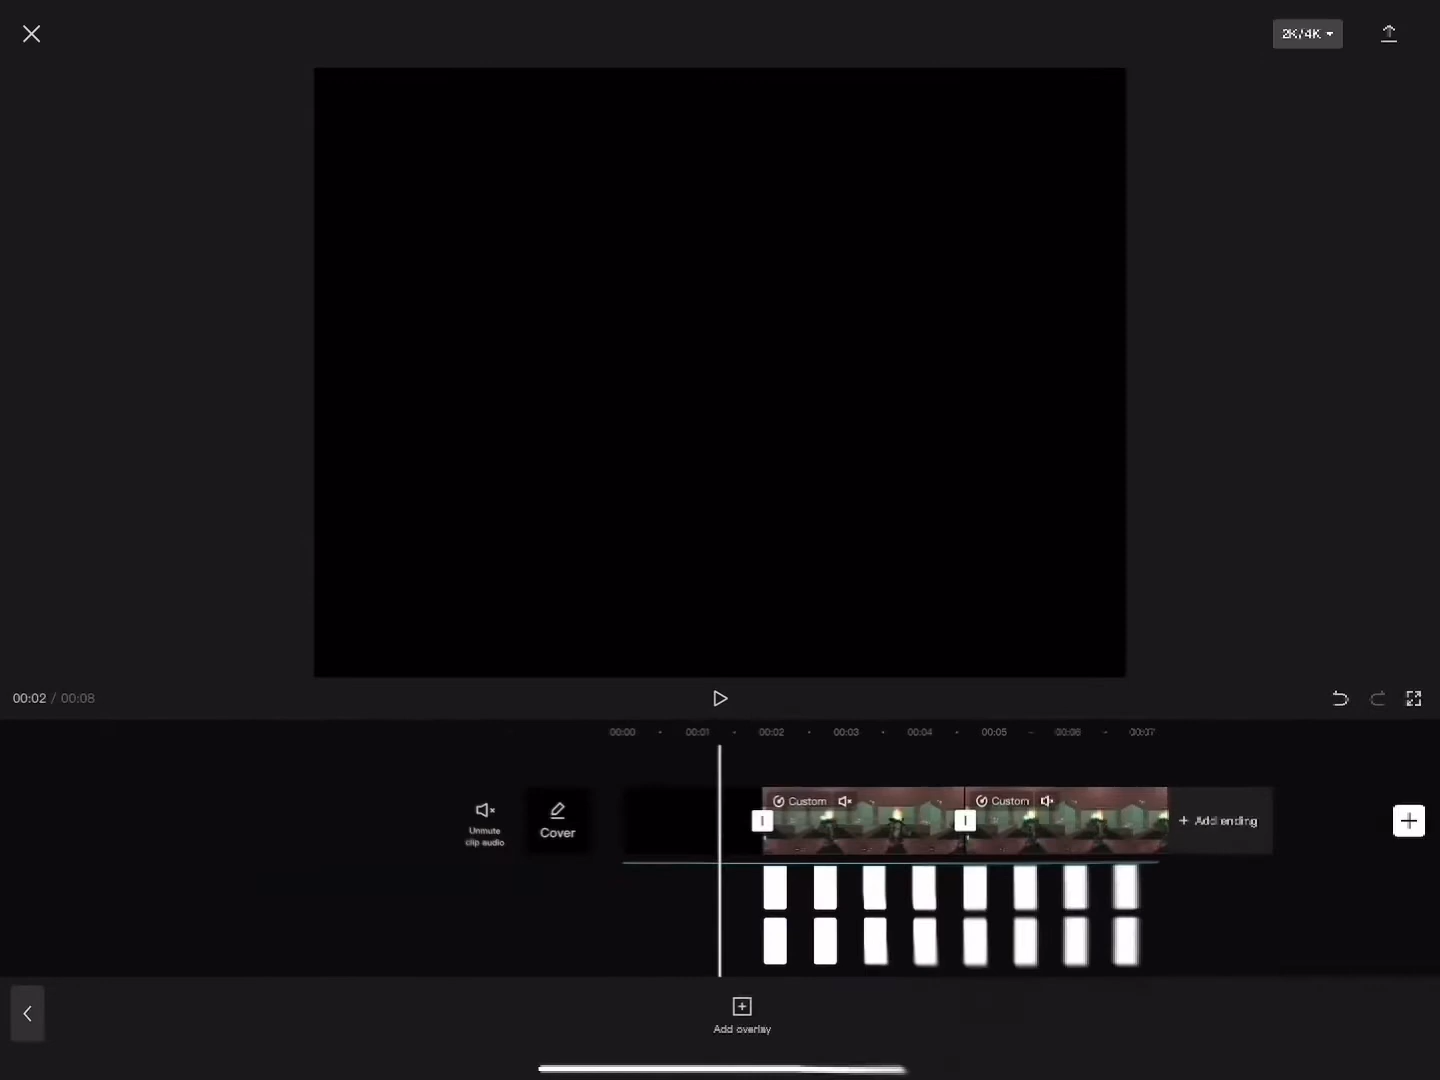 2K/4K
00:02 / 00:08
00:00 00:01 00:02 00:03 00:04 00:05 00:06 00:07
Custom
Custom
Unmute
clip audio
Cover
+ Add ending
Add overlay